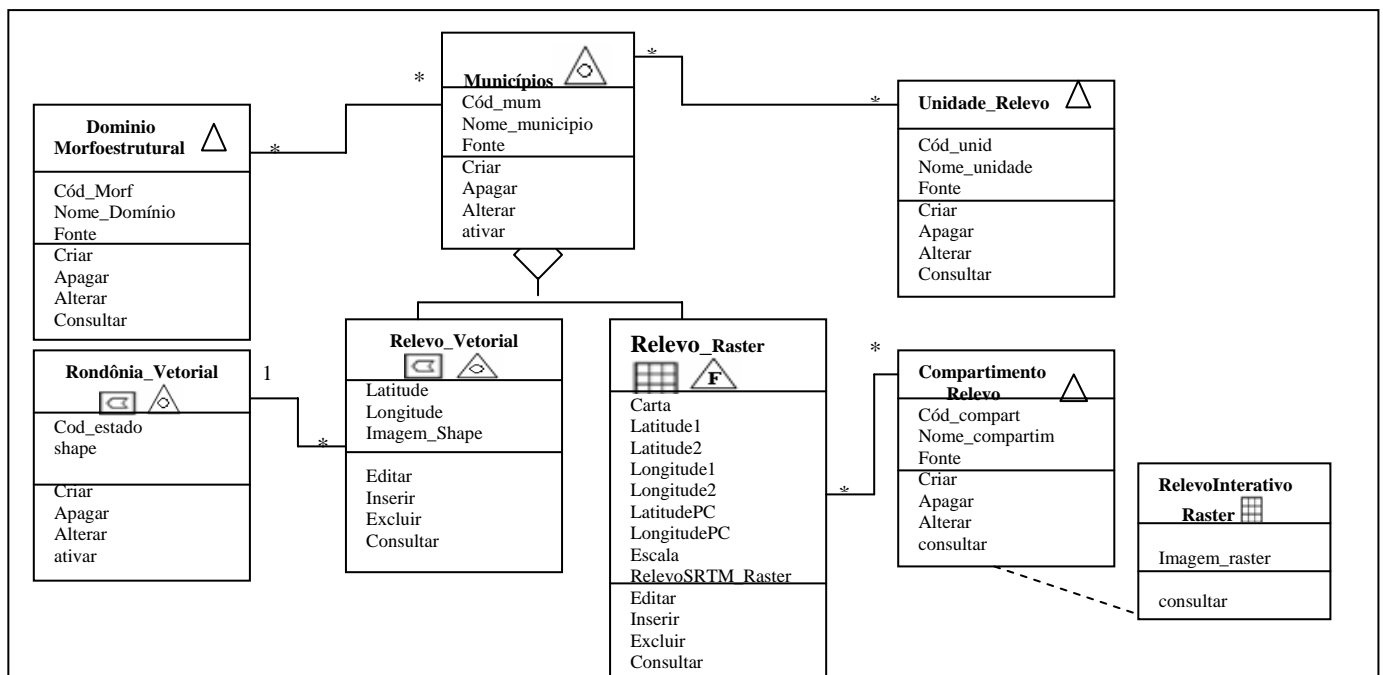 Municípios
Cód_mum
Nome_municipio
Fonte
Criar
Apagar
Alterar
ativar
*
*
*
*
Dominio
Morfoestrutural
Cód_Morf
Nome_Domínio
Fonte
Criar
Apagar
Alterar
Consultar
Unidade_Relevo
Cód_unid
Nome_unidade
Fonte
Criar
Apagar
Alterar
Consultar
Rondônia_Vetorial
Cod_estado
shape
Criar
Apagar
Alterar
ativar
1
*
Relevo_Vetorial
Latitude
Longitude
Imagem_Shape
Editar
Inserir
Excluir
Consultar
Relevo_Raster
F
Carta
Latitude1
Latitude2
Longitude1
Longitude2
LatitudePC
LongitudePC
Escala
RelevoSRTM_Raster
Editar
Inserir
Excluir
Consultar
*
*
Compartimento
Relevo
Cód_compart
Nome_compartim
Fonte
Criar
Apagar
Alterar
consultar
RelevoInterativo
Raster
Imagem_raster
consultar